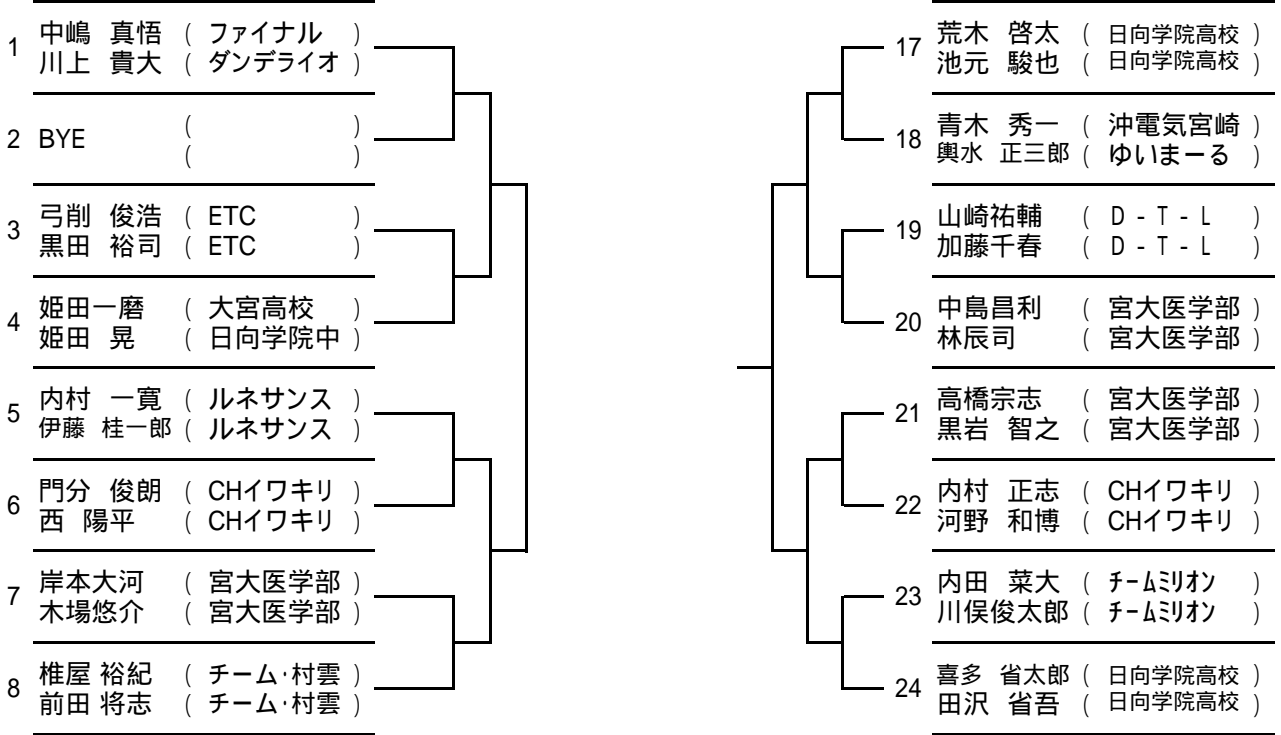 1 中嶋 真悟 ( ファイナル )
川上 貴大 ( ダンデライオ )
2 BYE ( )
( )
3 弓削 俊浩 ( ETC )
黒田 裕司 ( ETC )
4 姫田一磨 ( 大宮高校 )
姫田 晃 ( 日向学院中 )
5 内村 一寛 ( ルネサンス )
伊藤 桂一郎 ( ルネサンス )
6 門分 俊朗 ( CHイワキリ )
西 陽平 ( CHイワキリ )
7 岸本大河 ( 宮大医学部 )
木場悠介 ( 宮大医学部 )
8 椎屋 裕紀 ( チーム・村雲 )
前田 将志 ( チーム・村雲 )
17 荒木 啓太 ( 日向学院高校 )
池元 駿也 ( 日向学院高校 )
18 青木 秀一 ( 沖電気宮崎 )
輿水 正三郎 ( ゆいまーる )
19 山崎祐輔 ( D - T - L )
加藤千春 ( D - T - L )
20 中島昌利 ( 宮大医学部 )
林辰司 ( 宮大医学部 )
21 高橋宗志 ( 宮大医学部 )
黒岩 智之 ( 宮大医学部 )
22 内村 正志 ( CHイワキリ )
河野 和博 ( CHイワキリ )
23 内田 菜大 ( ﾁｰﾑﾐﾘｵﾝ )
川俣俊太郎 ( ﾁｰﾑﾐﾘｵﾝ )
24 喜多 省太郎 ( 日向学院高校 )
田沢 省吾 ( 日向学院高校 )